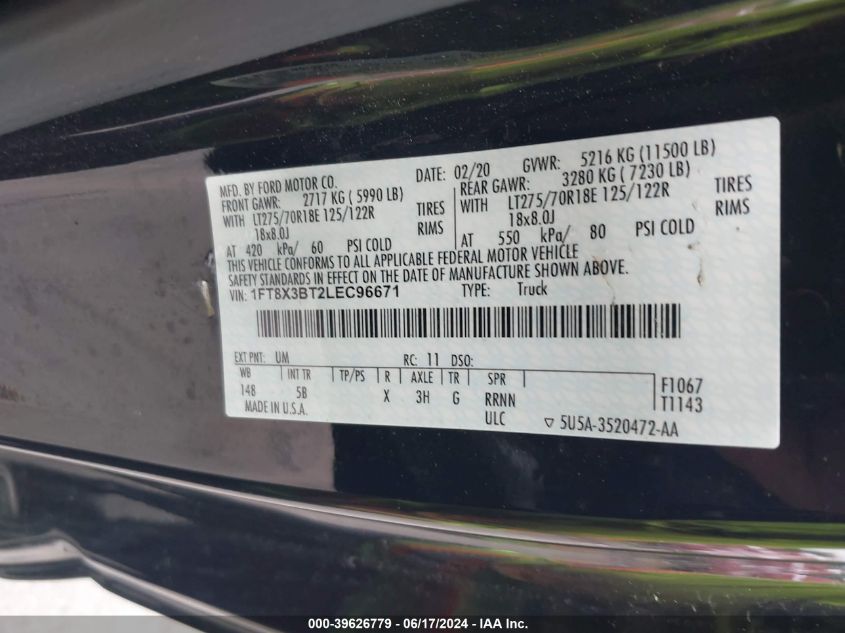 MFD. BY FORD MOTOR CO. DATE: 02/20 GVWR: 5216 KG (11500 LB)
FRONT GAWR: 2717 KG ( 5990 LB) REAR GAWR: 3280 KG ( 7230 LB)
WITH LT275/70R18E 125/122R TIRES WITH LT275/70R18E 125/122R TIRES
18x8.0J RIMS 18x8.0J RIMS
AT 420 kPa/ 60 PSI COLD AT 550 kPa/ 80 PSI COLD
THIS VEHICLE CONFORMS TO ALL APPLICABLE FEDERAL MOTOR VEHICLE
SAFETY STANDARDS IN EFFECT ON THE DATE OF MANUFACTURE SHOWN ABOVE.
VIN: 1FT8X3BT2LEC96671 TYPE: Truck
EXT PNT: UM RC: 11 DSO:
WB INT TR TP/PS R AXLE TR SPR F1067
148 5B X 3H G RRNN T1143
MADE IN U.S.A. ULC ▽ 5U5A-3520472-AA
000-39626779 - 06/17/2024 - IAA Inc.